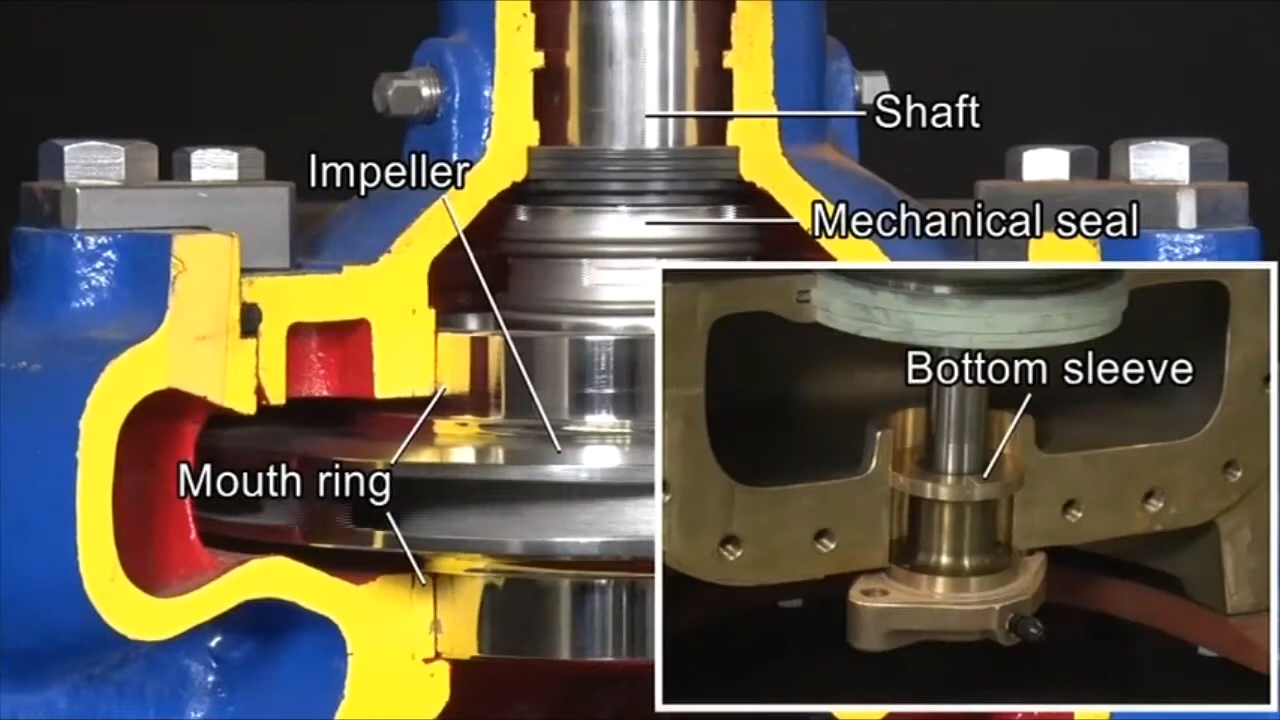 Shaft
Impeller
Mechanical seal
Bottom sleeve
Mouth ring